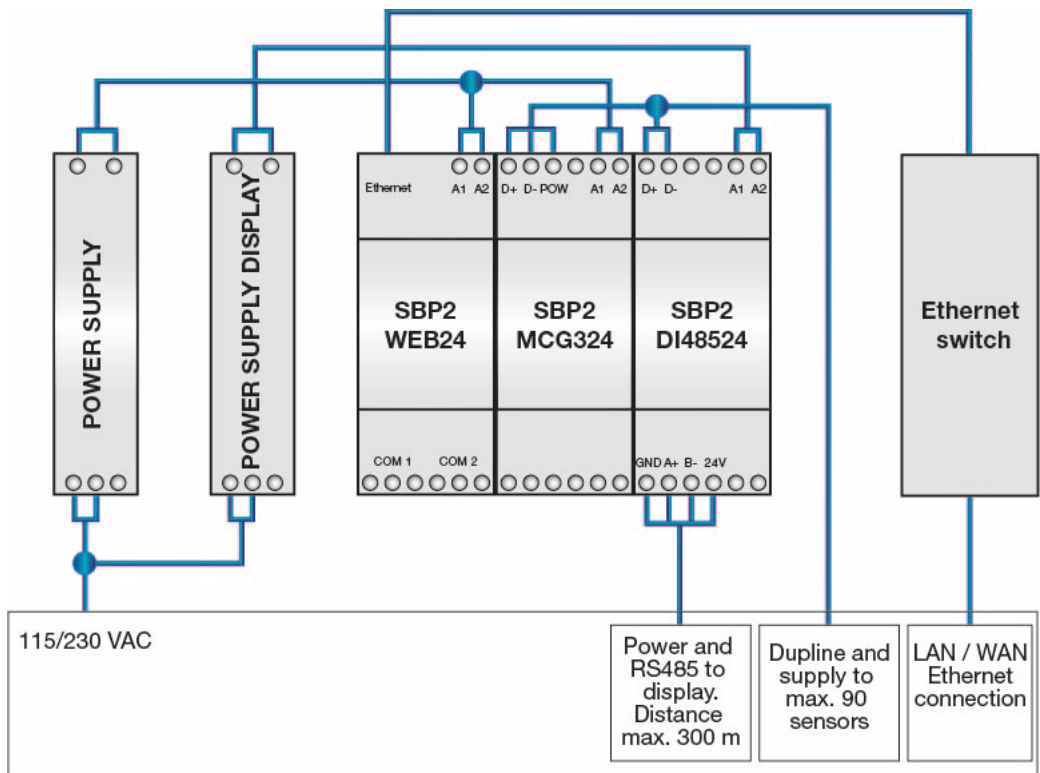 POWER SUPPLY
POWER SUPPLY DISPLAY
Ethernet
A1 A2
D+ D- POW
A1 A2
D+ D-
A1 A2
SBP2
WEB24
SBP2
MCG324
SBP2
DI48524
Ethernet
switch
COM 1
COM 2
GND A+ B- 24V
115/230 VAC
Power and
RS485 to
display.
Distance
max. 300 m
Dupline and
supply to
max. 90
sensors
LAN / WAN
Ethernet
connection